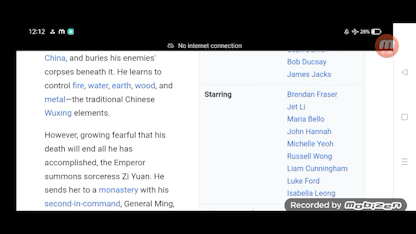 12:12
28%
No internet connection
China, and buries his enemies'
corpses beneath it. He learns to
control fire, water, earth, wood, and
metal—the traditional Chinese
Wuxing elements.
However, growing fearful that his
death will end all he has
accomplished, the Emperor
summons sorceress Zi Yuan. He
sends her to a monastery with his
second-in-command, General Ming,
Bob Ducsay
James Jacks
Starring
Brendan Fraser
Jet Li
Maria Bello
John Hannah
Michelle Yeoh
Russell Wong
Liam Cunningham
Luke Ford
Isabella Leong
Recorded by Mobizen